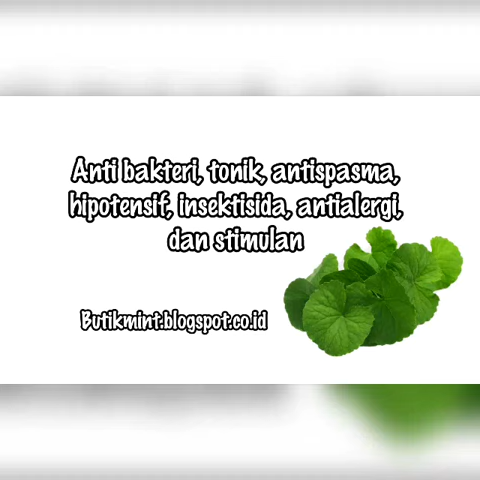 Anti bakteri, tonik, antispasma,
hipotensif, insektisida, antialergi,
dan stimulan
Butikmint.blogspot.co.id